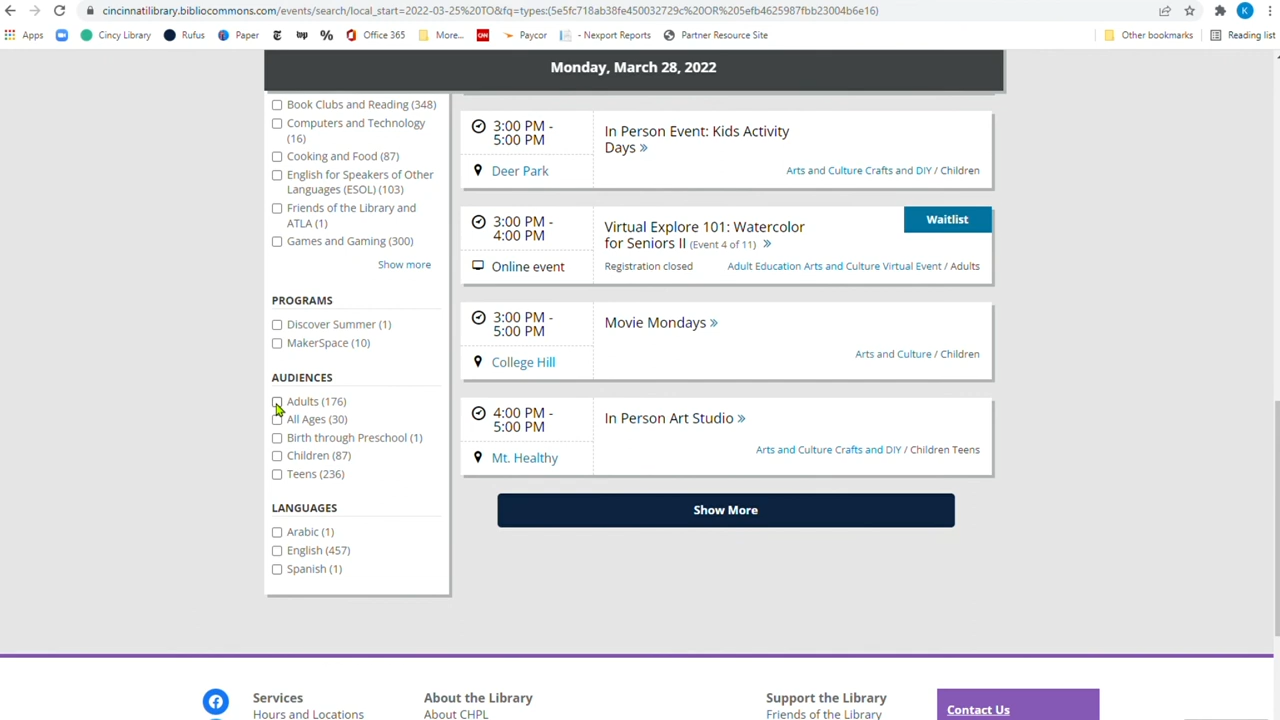 cincinnatilibrary.bibliocommons.com/events/search/local_start=2022-03-25%20TO&fq=types:(5e5fc718ab38fe450032729c%20OR%205efb4625987fbb23004b6e16)
K
Apps
Cincy Library
Rufus
Paper
Office 365
More...
Paycor
- Nexport Reports
Partner Resource Site
Other bookmarks
Reading list
Monday, March 28, 2022
Book Clubs and Reading (348)
Computers and Technology
(16)
Cooking and Food (87)
English for Speakers of Other
Languages (ESOL) (103)
Friends of the Library and
ATLA (1)
Games and Gaming (300)
Show more
PROGRAMS
Discover Summer (1)
MakerSpace (10)
AUDIENCES
Adults (176)
All Ages (30)
Birth through Preschool (1)
Children (87)
Teens (236)
LANGUAGES
Arabic (1)
English (457)
Spanish (1)
3:00 PM -
5:00 PM
Deer Park
In Person Event: Kids Activity
Days »
Arts and Culture Crafts and DIY / Children
3:00 PM -
4:00 PM
Online event
Virtual Explore 101: Watercolor
for Seniors II (Event 4 of 11) »
Waitlist
Registration closed
Adult Education Arts and Culture Virtual Event / Adults
3:00 PM -
5:00 PM
College Hill
Movie Mondays »
Arts and Culture / Children
4:00 PM -
5:00 PM
Mt. Healthy
In Person Art Studio »
Arts and Culture Crafts and DIY / Children Teens
Show More
Services
Hours and Locations
About the Library
About CHPL
Support the Library
Friends of the Library
Contact Us